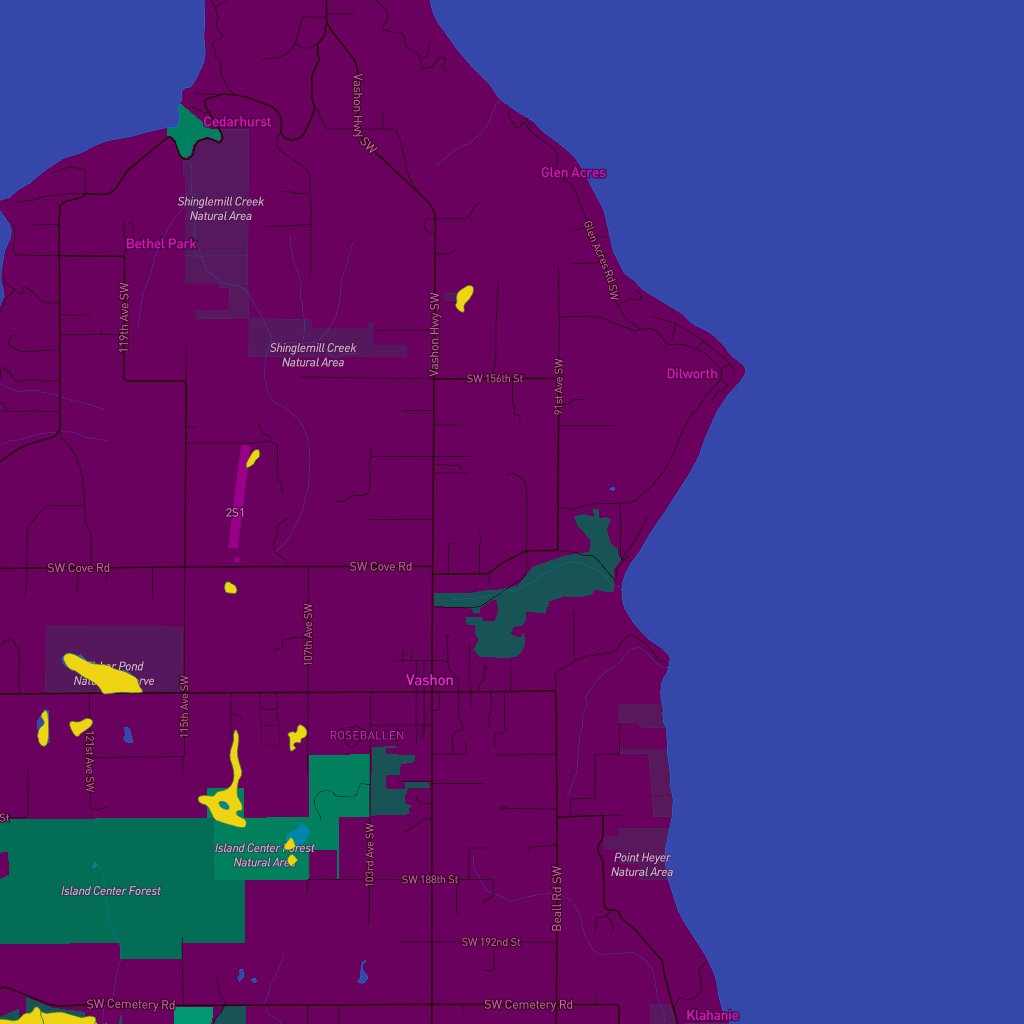 Cedarhurst
Vashon Hwy SW
Glen Acres
Shinglemill Creek
Natural Area
Bethel Park
Glen Acres Rd SW
119th Ave SW
Vashon Hwy SW
Shinglemill Creek
Natural Area
SW 156th St
91st Ave SW
Dilworth
2S1
SW Cove Rd
SW Cove Rd
107th Ave SW
Pond
Vashon
115th Ave SW
121st Ave SW
ROSEBALLEN
St
Island Center Forest
Natural Area
103rd Ave SW
Point Heyer
Natural Area
Island Center Forest
SW 188th St
Beall Rd SW
SW 192nd St
SW Cemetery Rd
SW Cemetery Rd
Klahanie